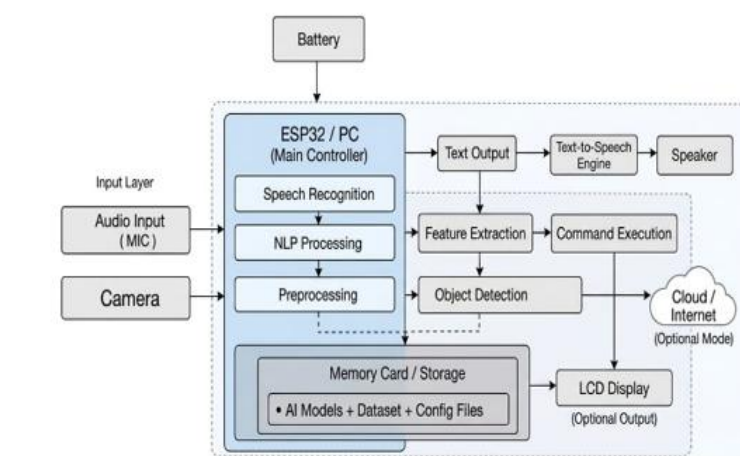 Battery
ESP32 / PC
(Main Controller)
Text Output
Text-to-Speech
Engine
Speaker
Input Layer
Speech Recognition
Audio Input
( MIC )
NLP Processing
Feature Extraction
Command Execution
Camera
Preprocessing
Object Detection
Cloud /
Internet
(Optional Mode)
Memory Card / Storage
• AI Models + Dataset + Config Files
LCD Display
(Optional Output)